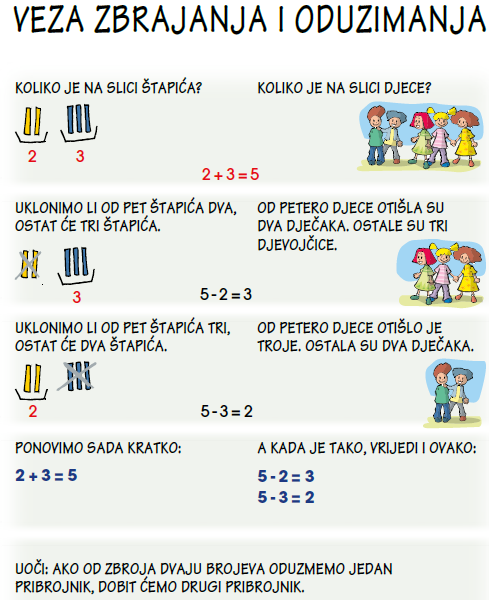 VEZA ZBRAJANJA I ODUZIMANJA
KOLIKO JE NA SLICI ŠTAPIĆA?
2 3
KOLIKO JE NA SLICI DJECE?
2 + 3 = 5
UKLONIMO LI OD PET ŠTAPIĆA DVA,
OSTAT ĆE TRI ŠTAPIĆA.
3
OD PETERO DJECE OTIŠLA SU
DVA DJEČAKA. OSTALE SU TRI
DJEVOJČICE.
5 - 2 = 3
UKLONIMO LI OD PET ŠTAPIĆA TRI,
OSTAT ĆE DVA ŠTAPIĆA.
2
OD PETERO DJECE OTIŠLO JE
TROJE. OSTALA SU DVA DJEČAKA.
5 - 3 = 2
PONOVIMO SADA KRATKO:
2 + 3 = 5
A KADA JE TAKO, VRIJEDI I OVAKO:
5 - 2 = 3
5 - 3 = 2
UOČI: AKO OD ZBROJA DVAJU BROJEVA ODUZMEMO JEDAN
PRIBROJNIK, DOBIT ĆEMO DRUGI PRIBROJNIK.